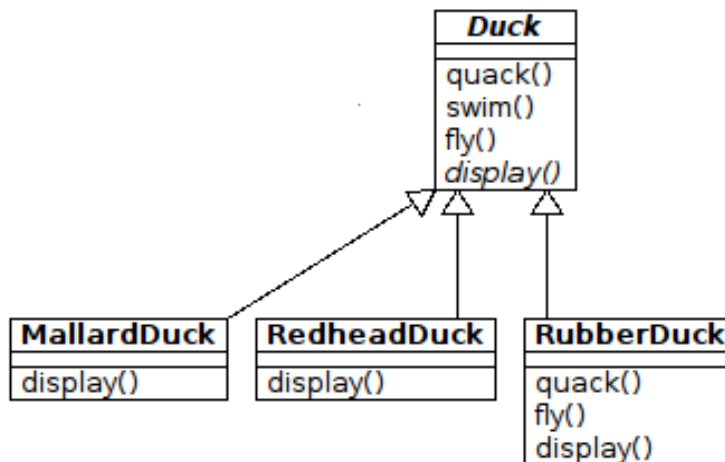 Duck
quack()
swim()
fly()
display()
MallardDuck
display()
RedheadDuck
display()
RubberDuck
quack()
fly()
display()